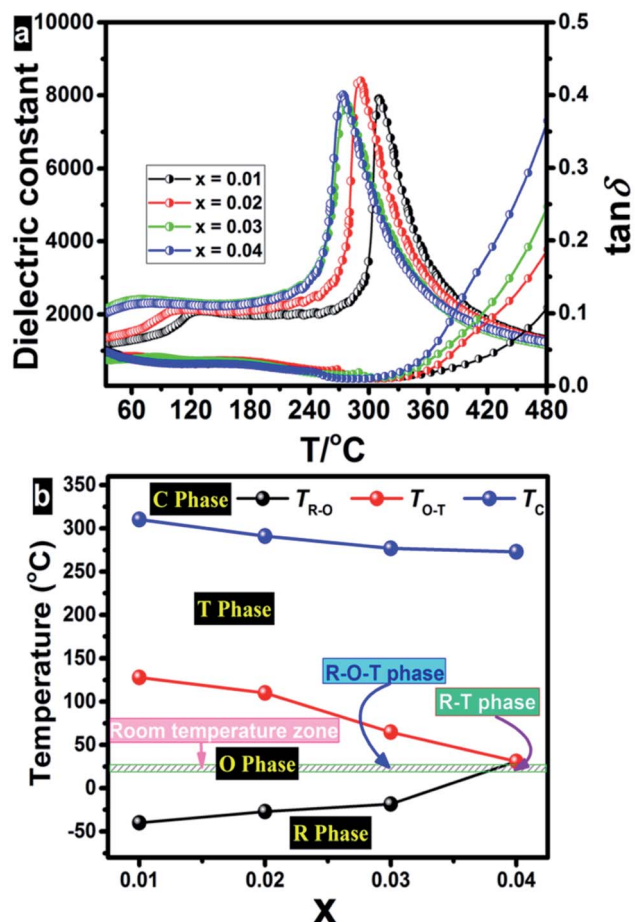 a
10000
8000
6000
4000
2000
Dielectric constant
x = 0.01
x = 0.02
x = 0.03
x = 0.04
0.5
0.4
0.3
0.2
0.1
0.0
tanδ
60 120 180 240 300 360 420 480
T/°C
b
350
300
250
200
150
100
50
0
-50
Temperature (°C)
C Phase
T_R-O T_O-T T_C
T Phase
R-O-T phase
R-T phase
Room temperature zone
O Phase
R Phase
0.01 0.02 0.03 0.04
X